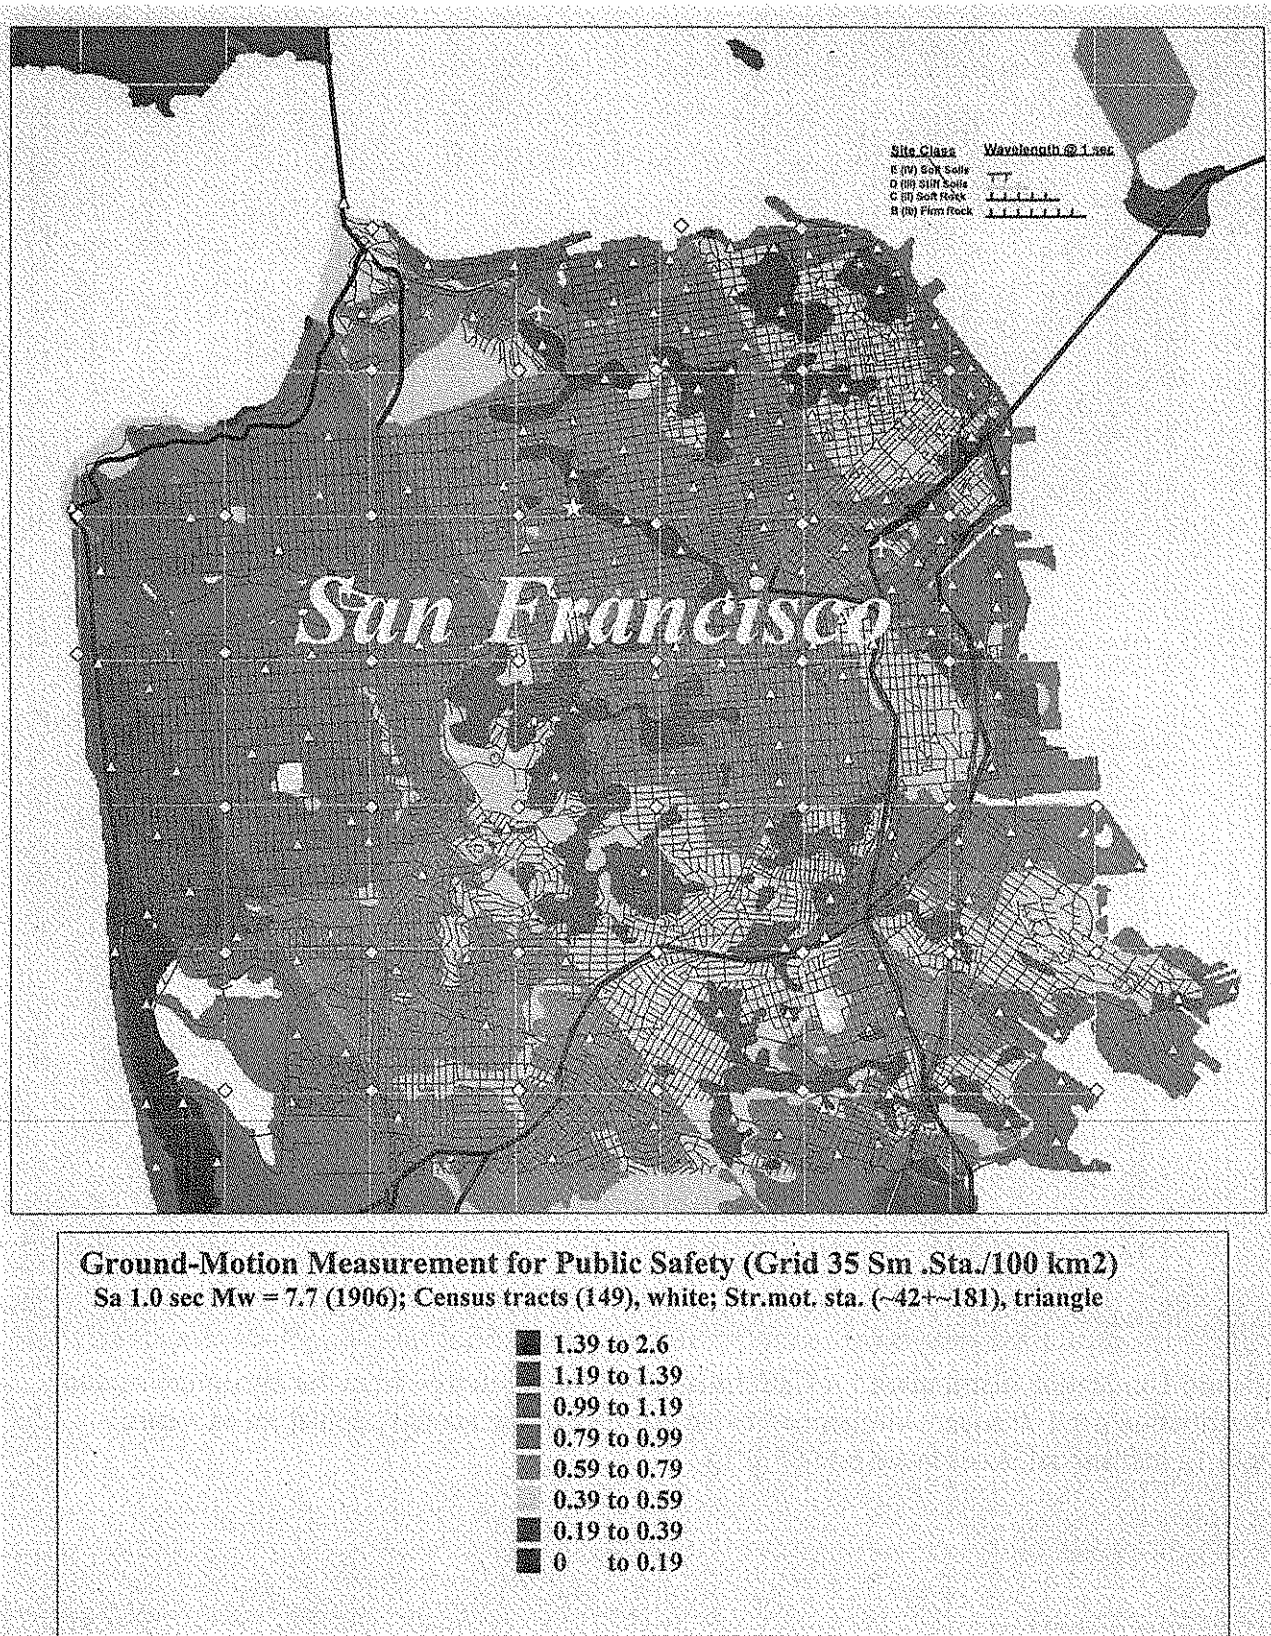 Site Class Wavelength @ 1 sec
E (IV) Soft Soils
D (III) Stiff Soils
C (II) Soft Rock
B (Ib) Firm Rock
San Francisco
Ground-Motion Measurement for Public Safety (Grid 35 Sm .Sta./100 km2)
Sa 1.0 sec Mw = 7.7 (1906); Census tracts (149), white; Str.mot. sta. (~42+~181), triangle
1.39 to 2.6
1.19 to 1.39
0.99 to 1.19
0.79 to 0.99
0.59 to 0.79
0.39 to 0.59
0.19 to 0.39
0 to 0.19